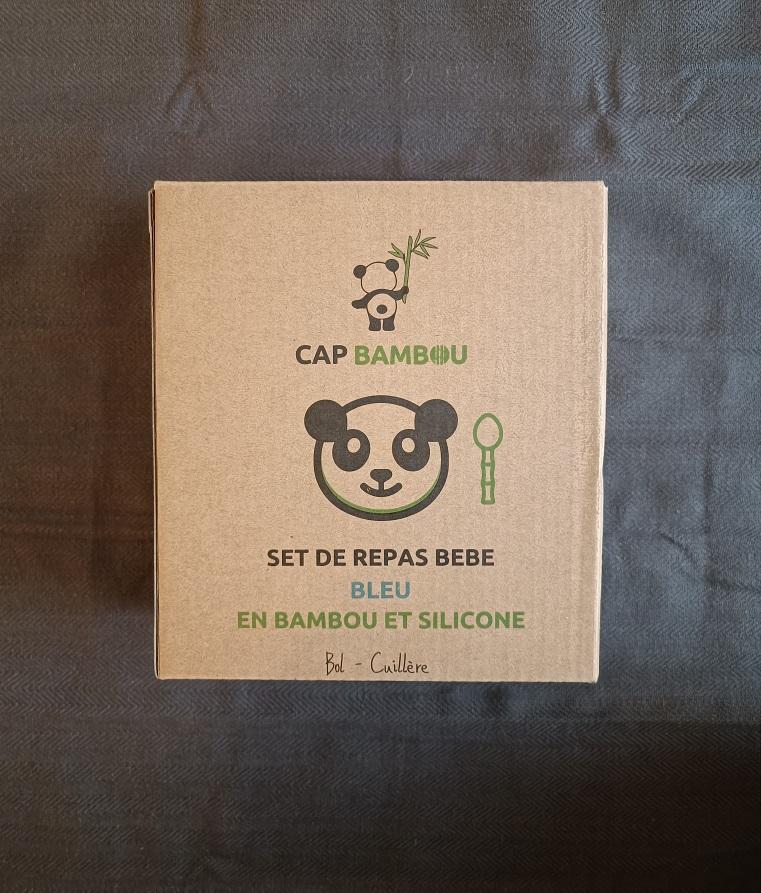 CAP BAMBOU
SET DE REPAS BEBE
BLEU
EN BAMBOU ET SILICONE
Bol - Cuillère